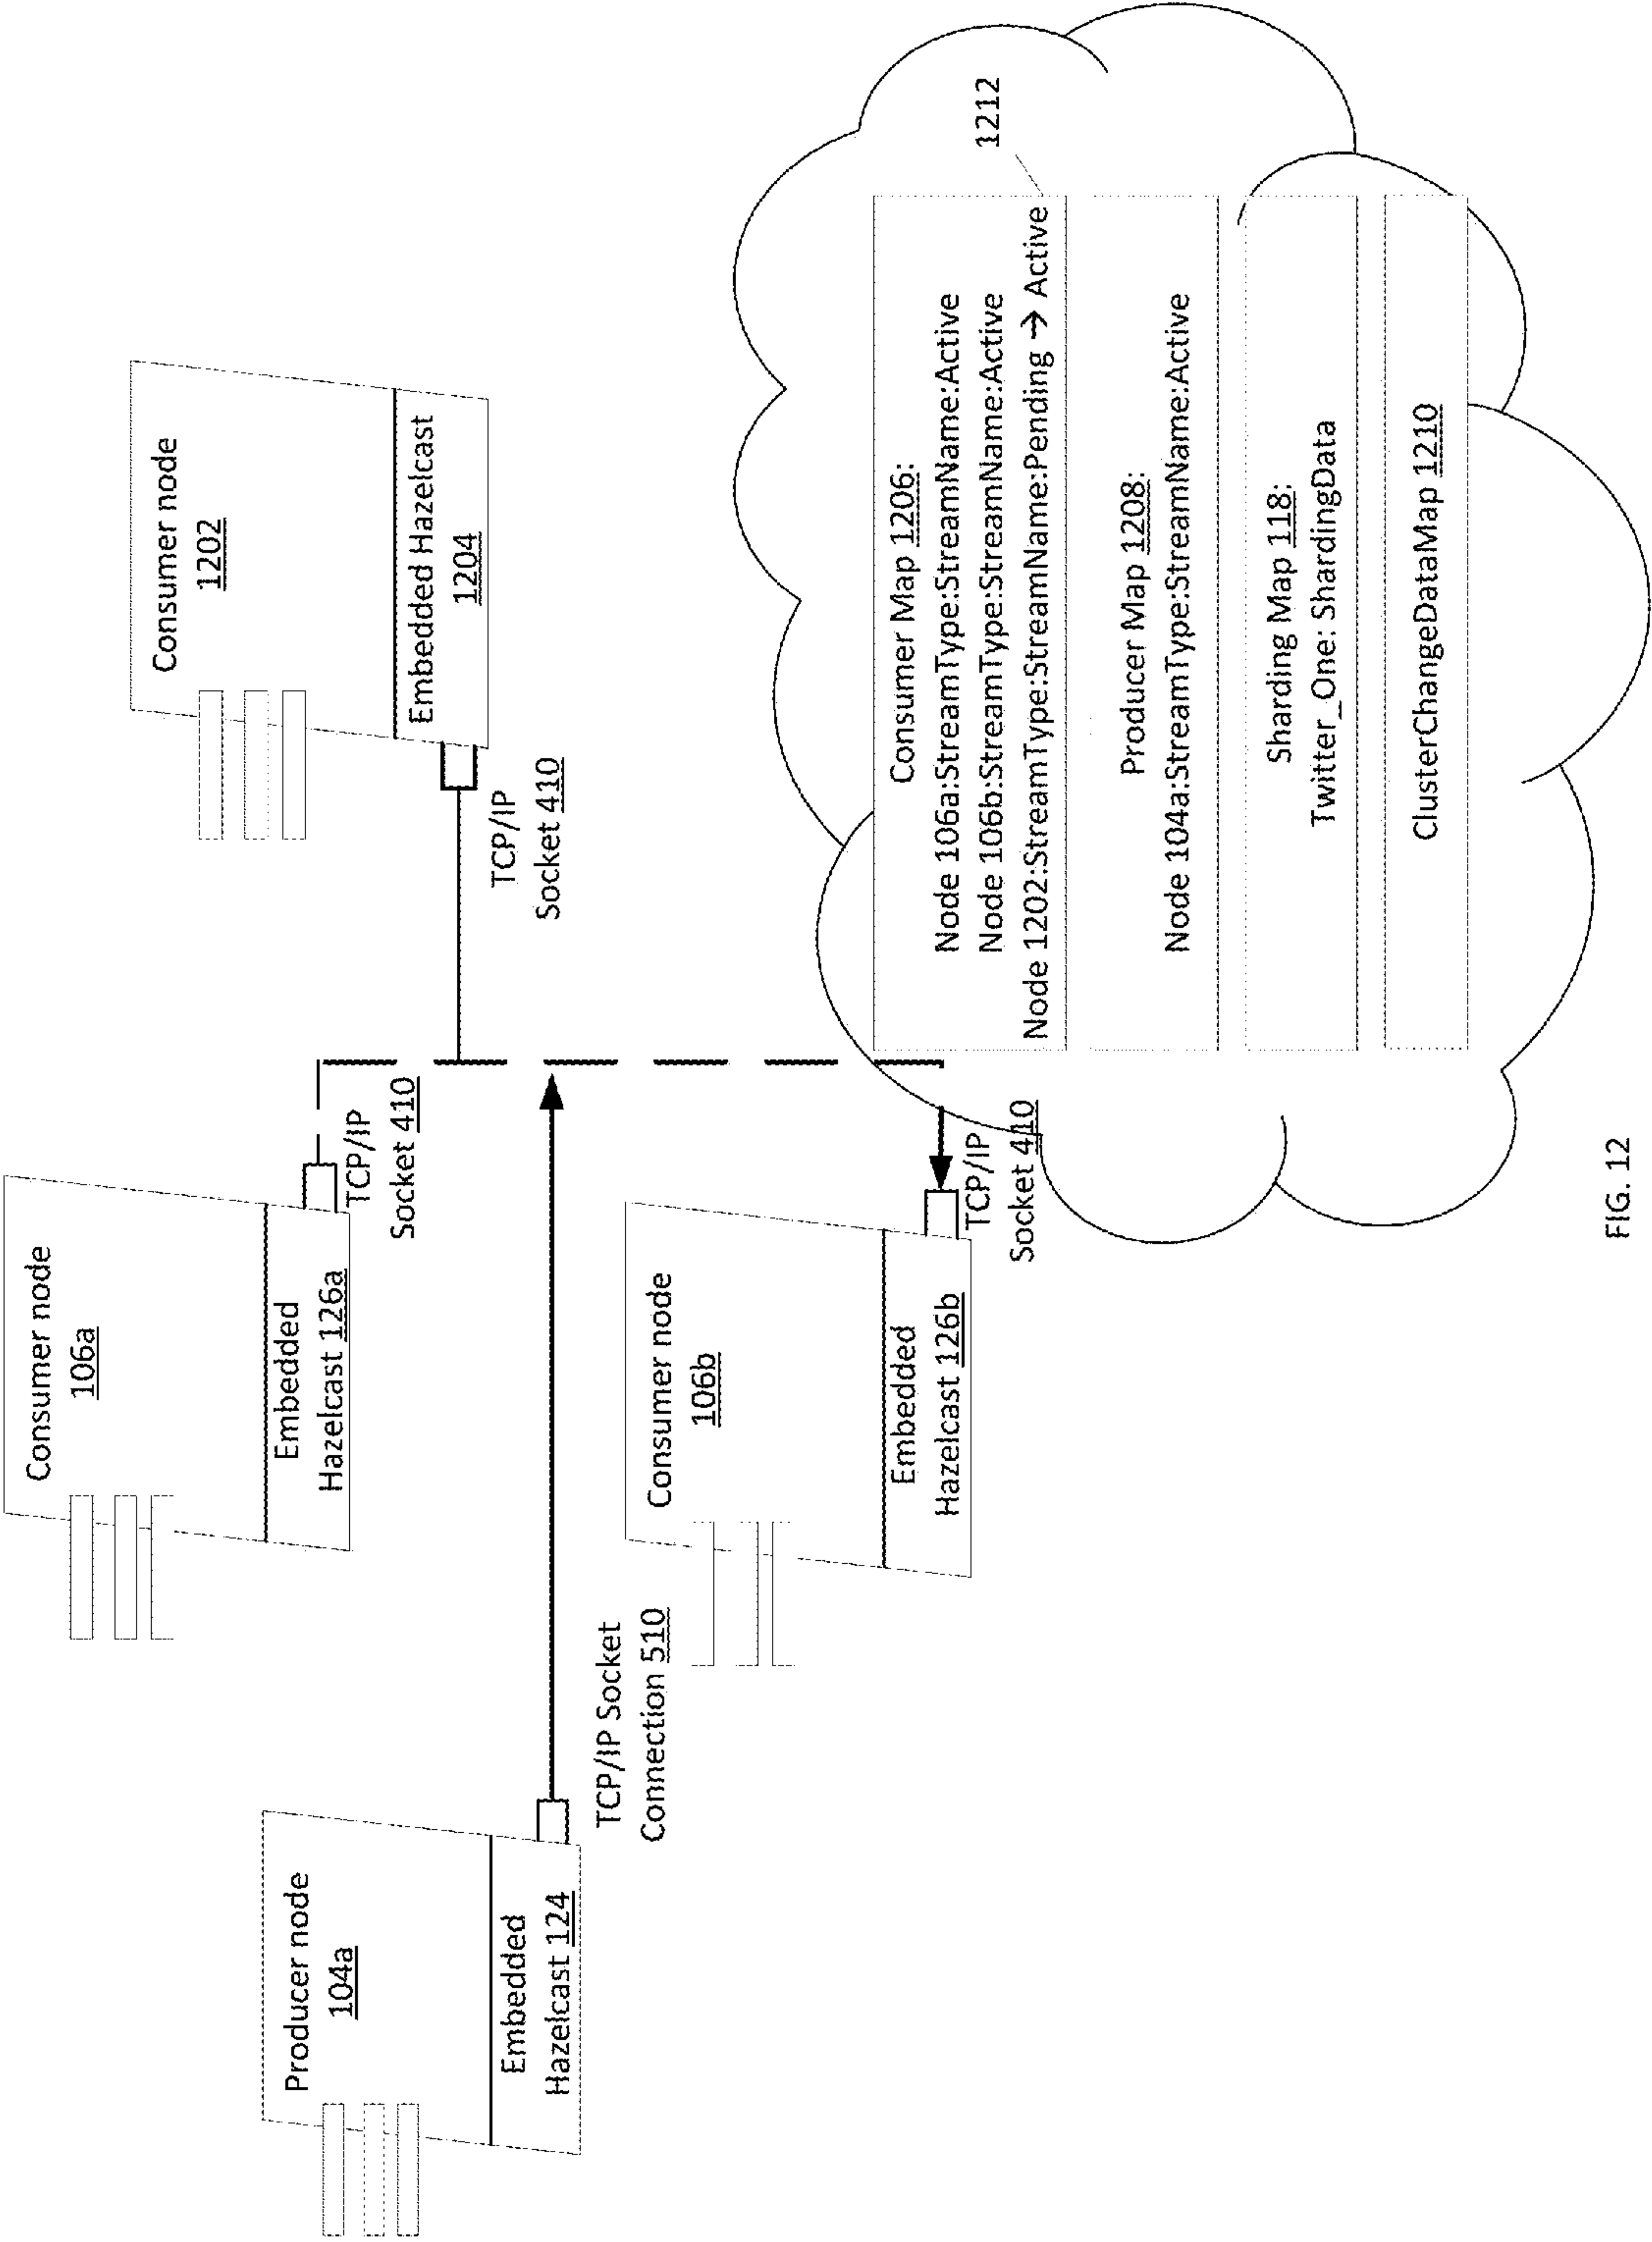 Producer node
104a
Embedded
Hazelcast 124
TCP/IP Socket
Connection 510
Consumer node
106a
Embedded
Hazelcast 126a
TCP/IP
Socket 410
Consumer node
106b
Embedded
Hazelcast 126b
TCP/IP
Socket 410
Consumer node
1202
Embedded Hazelcast
1204
TCP/IP
Socket 410
1212
Consumer Map 1206:
Node 106a:StreamType:StreamName:Active
Node 106b:StreamType:StreamName:Active
Node 1202:StreamType:StreamName:Pending → Active
Producer Map 1208:
Node 104a:StreamType:StreamName:Active
Sharding Map 118:
Twitter_One: ShardingData
ClusterChangeDataMap 1210
FIG. 12